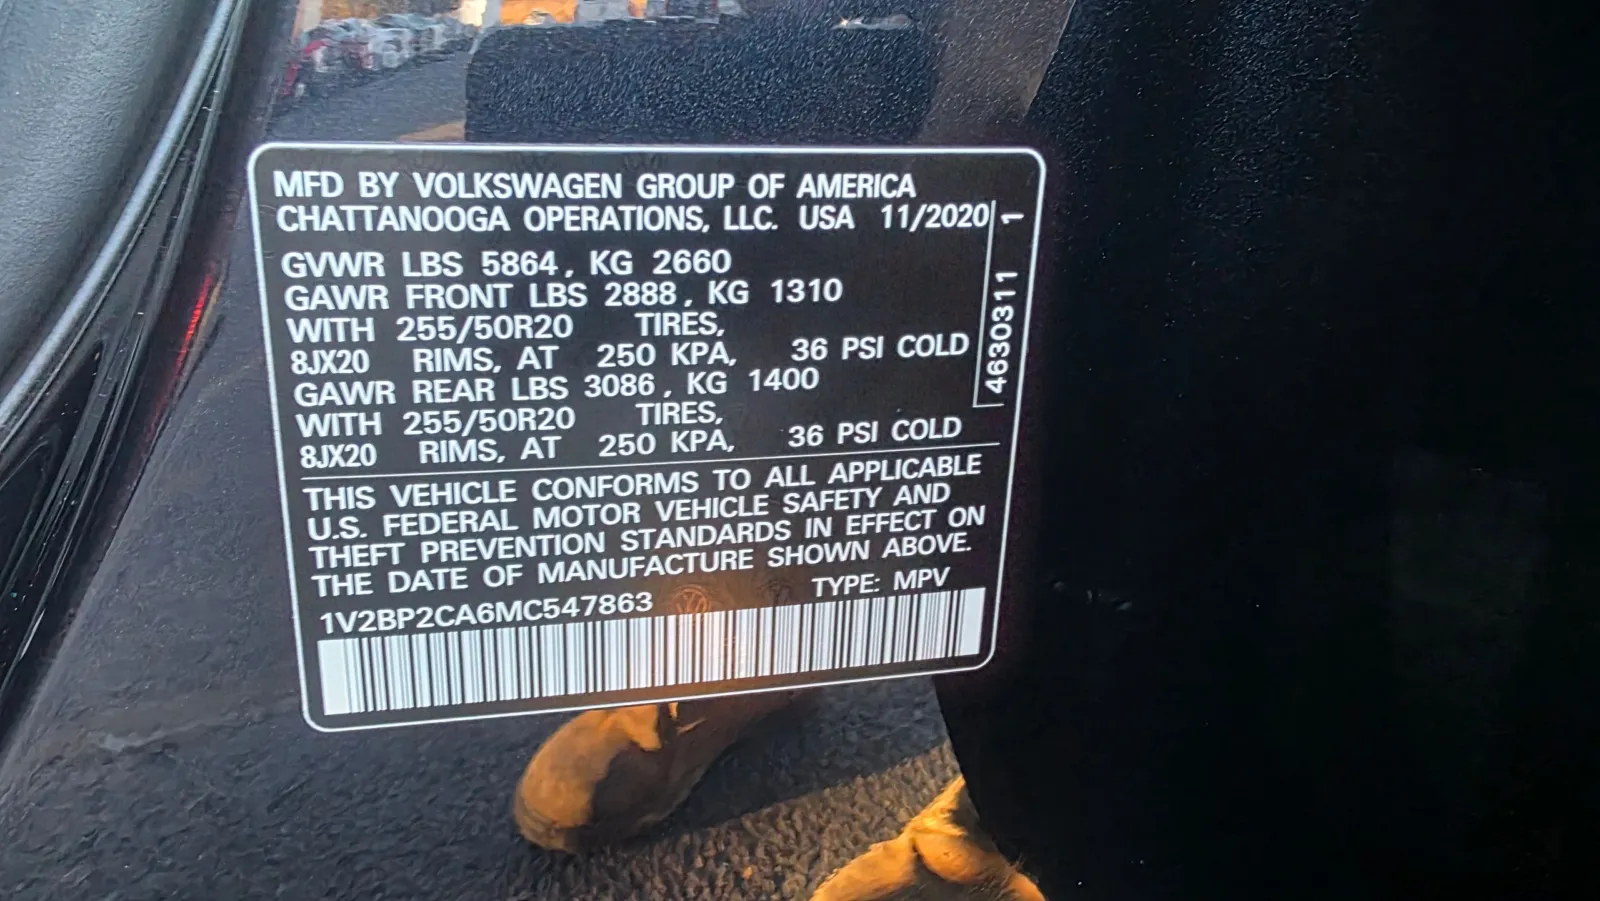 MFD BY VOLKSWAGEN GROUP OF AMERICA
CHATTANOOGA OPERATIONS, LLC. USA 11/2020
GVWR LBS 5864, KG 2660
GAWR FRONT LBS 2888, KG 1310
WITH 255/50R20 TIRES,
8JX20 RIMS, AT 250 KPA, 36 PSI COLD
GAWR REAR LBS 3086, KG 1400
WITH 255/50R20 TIRES,
8JX20 RIMS, AT 250 KPA, 36 PSI COLD
4630311 1
THIS VEHICLE CONFORMS TO ALL APPLICABLE
U.S. FEDERAL MOTOR VEHICLE SAFETY AND
THEFT PREVENTION STANDARDS IN EFFECT ON
THE DATE OF MANUFACTURE SHOWN ABOVE.
1V2BP2CA6MC547863 TYPE: MPV